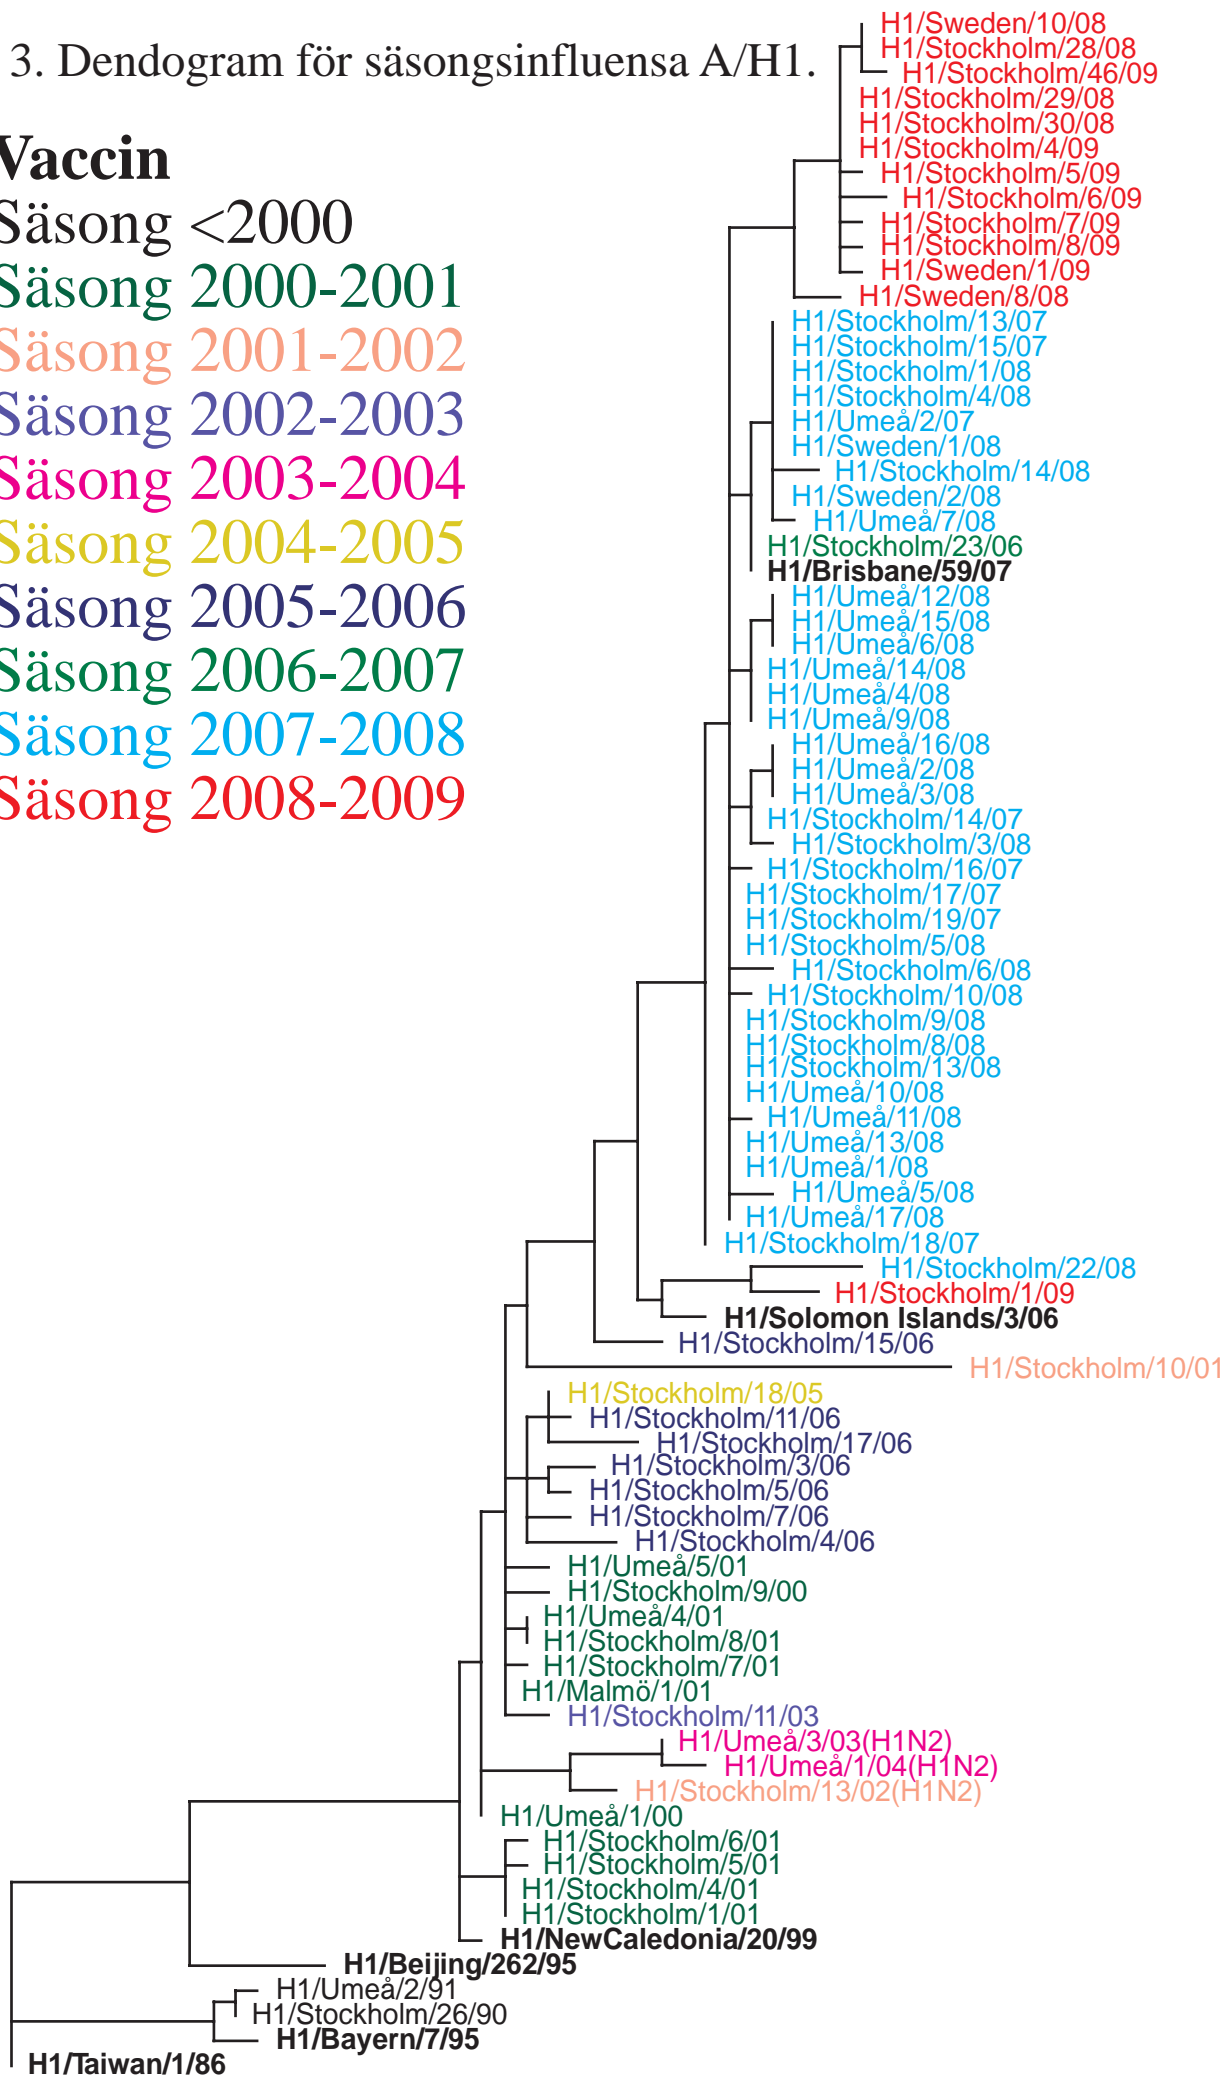 3. Dendogram för säsongsinfluensa A/H1.
Vaccin
Säsong <2000
Säsong 2000-2001
Säsong 2001-2002
Säsong 2002-2003
Säsong 2003-2004
Säsong 2004-2005
Säsong 2005-2006
Säsong 2006-2007
Säsong 2007-2008
Säsong 2008-2009
H1/Sweden/10/08
H1/Stockholm/28/08
H1/Stockholm/46/09
H1/Stockholm/29/08
H1/Stockholm/30/08
H1/Stockholm/4/09
H1/Stockholm/5/09
H1/Stockholm/6/09
H1/Stockholm/7/09
H1/Stockholm/8/09
H1/Sweden/1/09
H1/Sweden/8/08
H1/Stockholm/13/07
H1/Stockholm/15/07
H1/Stockholm/1/08
H1/Stockholm/4/08
H1/Umeå/2/07
H1/Sweden/1/08
H1/Stockholm/14/08
H1/Sweden/2/08
H1/Umeå/7/08
H1/Stockholm/23/06
H1/Brisbane/59/07
H1/Umeå/12/08
H1/Umeå/15/08
H1/Umeå/6/08
H1/Umeå/14/08
H1/Umeå/4/08
H1/Umeå/9/08
H1/Umeå/16/08
H1/Umeå/2/08
H1/Umeå/3/08
H1/Stockholm/14/07
H1/Stockholm/3/08
H1/Stockholm/16/07
H1/Stockholm/17/07
H1/Stockholm/19/07
H1/Stockholm/5/08
H1/Stockholm/6/08
H1/Stockholm/10/08
H1/Stockholm/9/08
H1/Stockholm/8/08
H1/Stockholm/13/08
H1/Umeå/10/08
H1/Umeå/11/08
H1/Umeå/13/08
H1/Umeå/1/08
H1/Umeå/5/08
H1/Umeå/17/08
H1/Stockholm/18/07
H1/Stockholm/22/08
H1/Stockholm/1/09
H1/Solomon Islands/3/06
H1/Stockholm/15/06
H1/Stockholm/10/01
H1/Stockholm/18/05
H1/Stockholm/11/06
H1/Stockholm/17/06
H1/Stockholm/3/06
H1/Stockholm/5/06
H1/Stockholm/7/06
H1/Stockholm/4/06
H1/Umeå/5/01
H1/Stockholm/9/00
H1/Umeå/4/01
H1/Stockholm/8/01
H1/Stockholm/7/01
H1/Malmö/1/01
H1/Stockholm/11/03
H1/Umeå/3/03(H1N2)
H1/Umeå/1/04(H1N2)
H1/Stockholm/13/02(H1N2)
H1/Umeå/1/00
H1/Stockholm/6/01
H1/Stockholm/5/01
H1/Stockholm/4/01
H1/Stockholm/1/01
H1/NewCaledonia/20/99
H1/Beijing/262/95
H1/Umeå/2/91
H1/Stockholm/26/90
H1/Bayern/7/95
H1/Taiwan/1/86